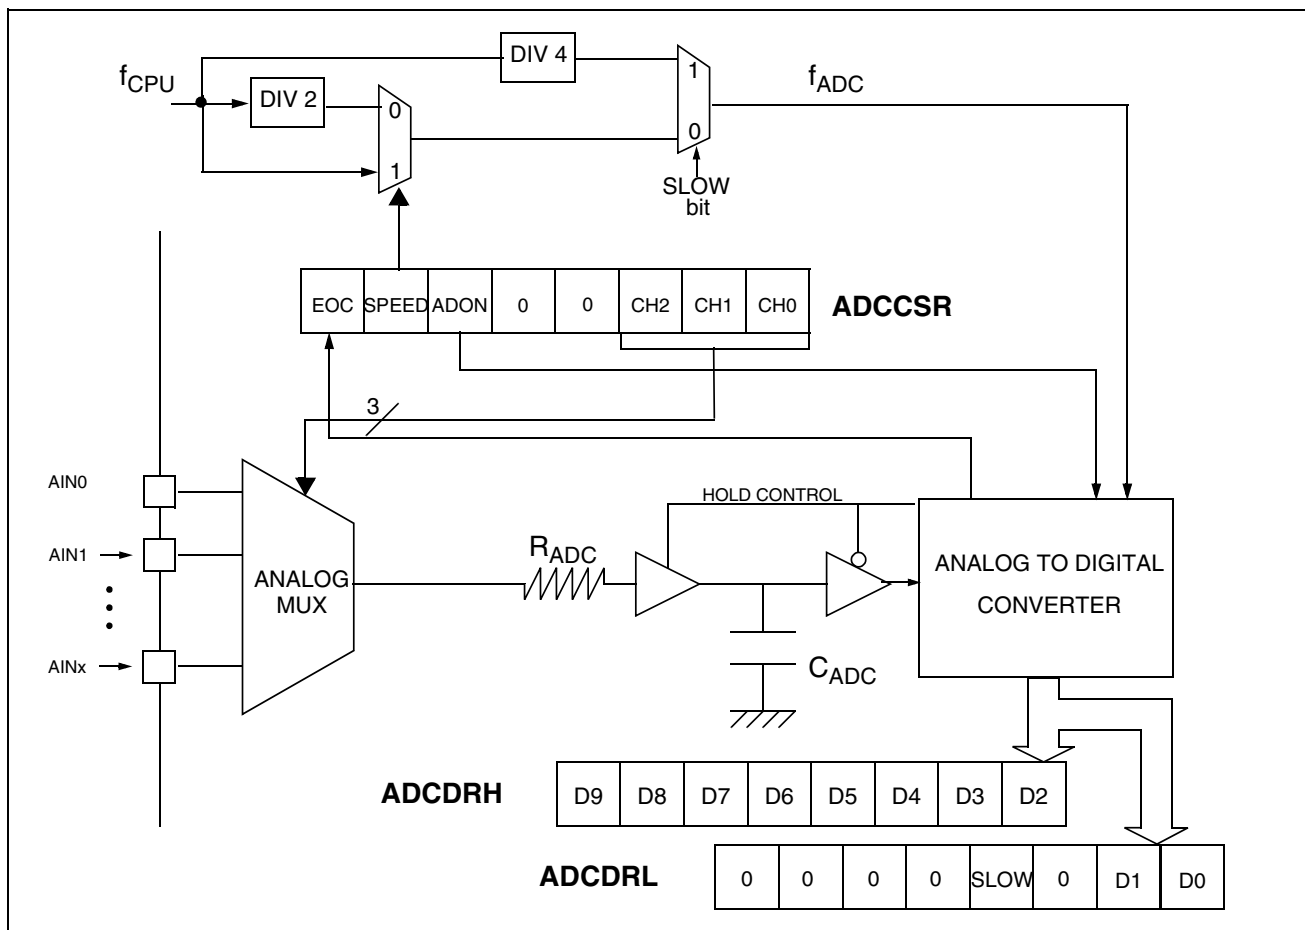 DIV 4
fCPU
DIV 2
0
1
1
0
fADC
SLOW
bit
EOC SPEED ADON 0 0 CH2 CH1 CH0
ADCCSR
3
AIN0
AIN1
AINx
ANALOG
MUX
RADC
HOLD CONTROL
CADC
ANALOG TO DIGITAL
CONVERTER
ADCDRH
D9 D8 D7 D6 D5 D4 D3 D2
ADCDRL
0 0 0 0 SLOW 0 D1 D0